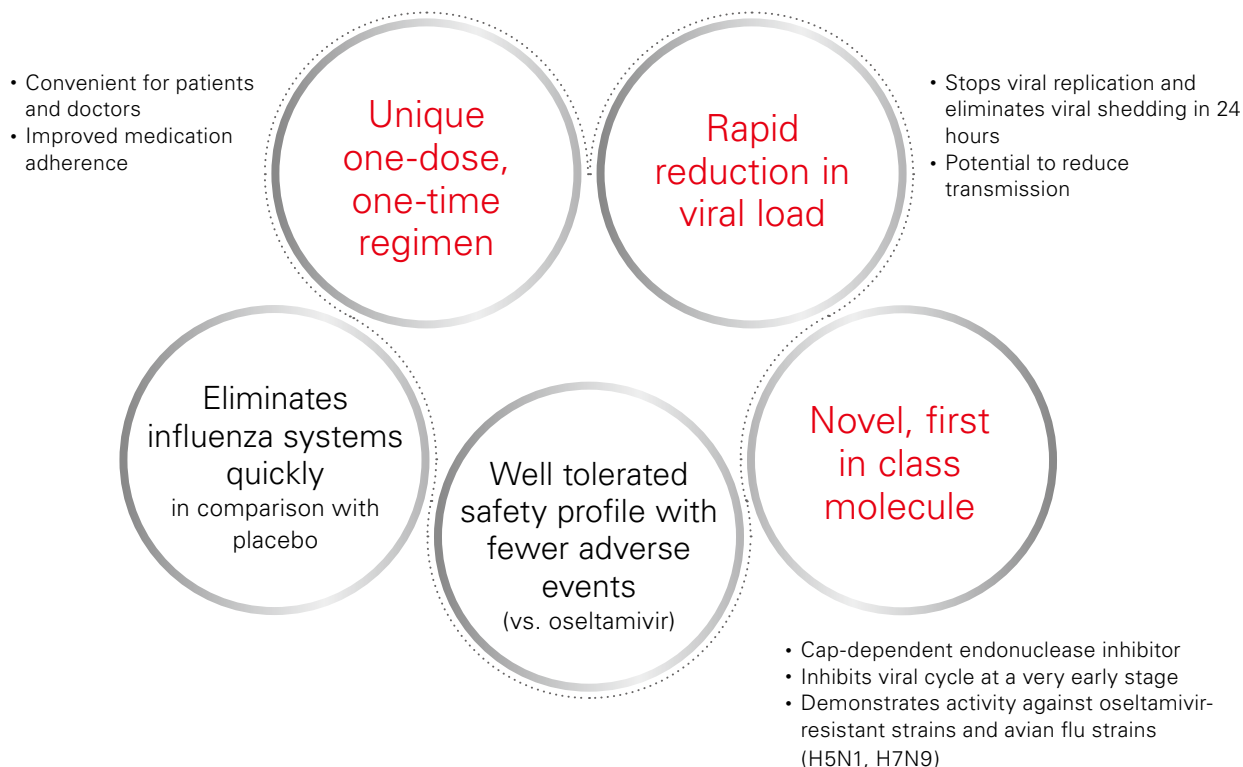 • Convenient for patients
and doctors
• Improved medication
adherence
Unique
one-dose,
one-time
regimen
Rapid
reduction in
viral load
• Stops viral replication and
eliminates viral shedding in 24
hours
• Potential to reduce
transmission
Eliminates
influenza systems
quickly
in comparison with
placebo
Well tolerated
safety profile with
fewer adverse
events
(vs. oseltamivir)
Novel, first
in class
molecule
• Cap-dependent endonuclease inhibitor
• Inhibits viral cycle at a very early stage
• Demonstrates activity against oseltamivir-
resistant strains and avian flu strains
(H5N1, H7N9)